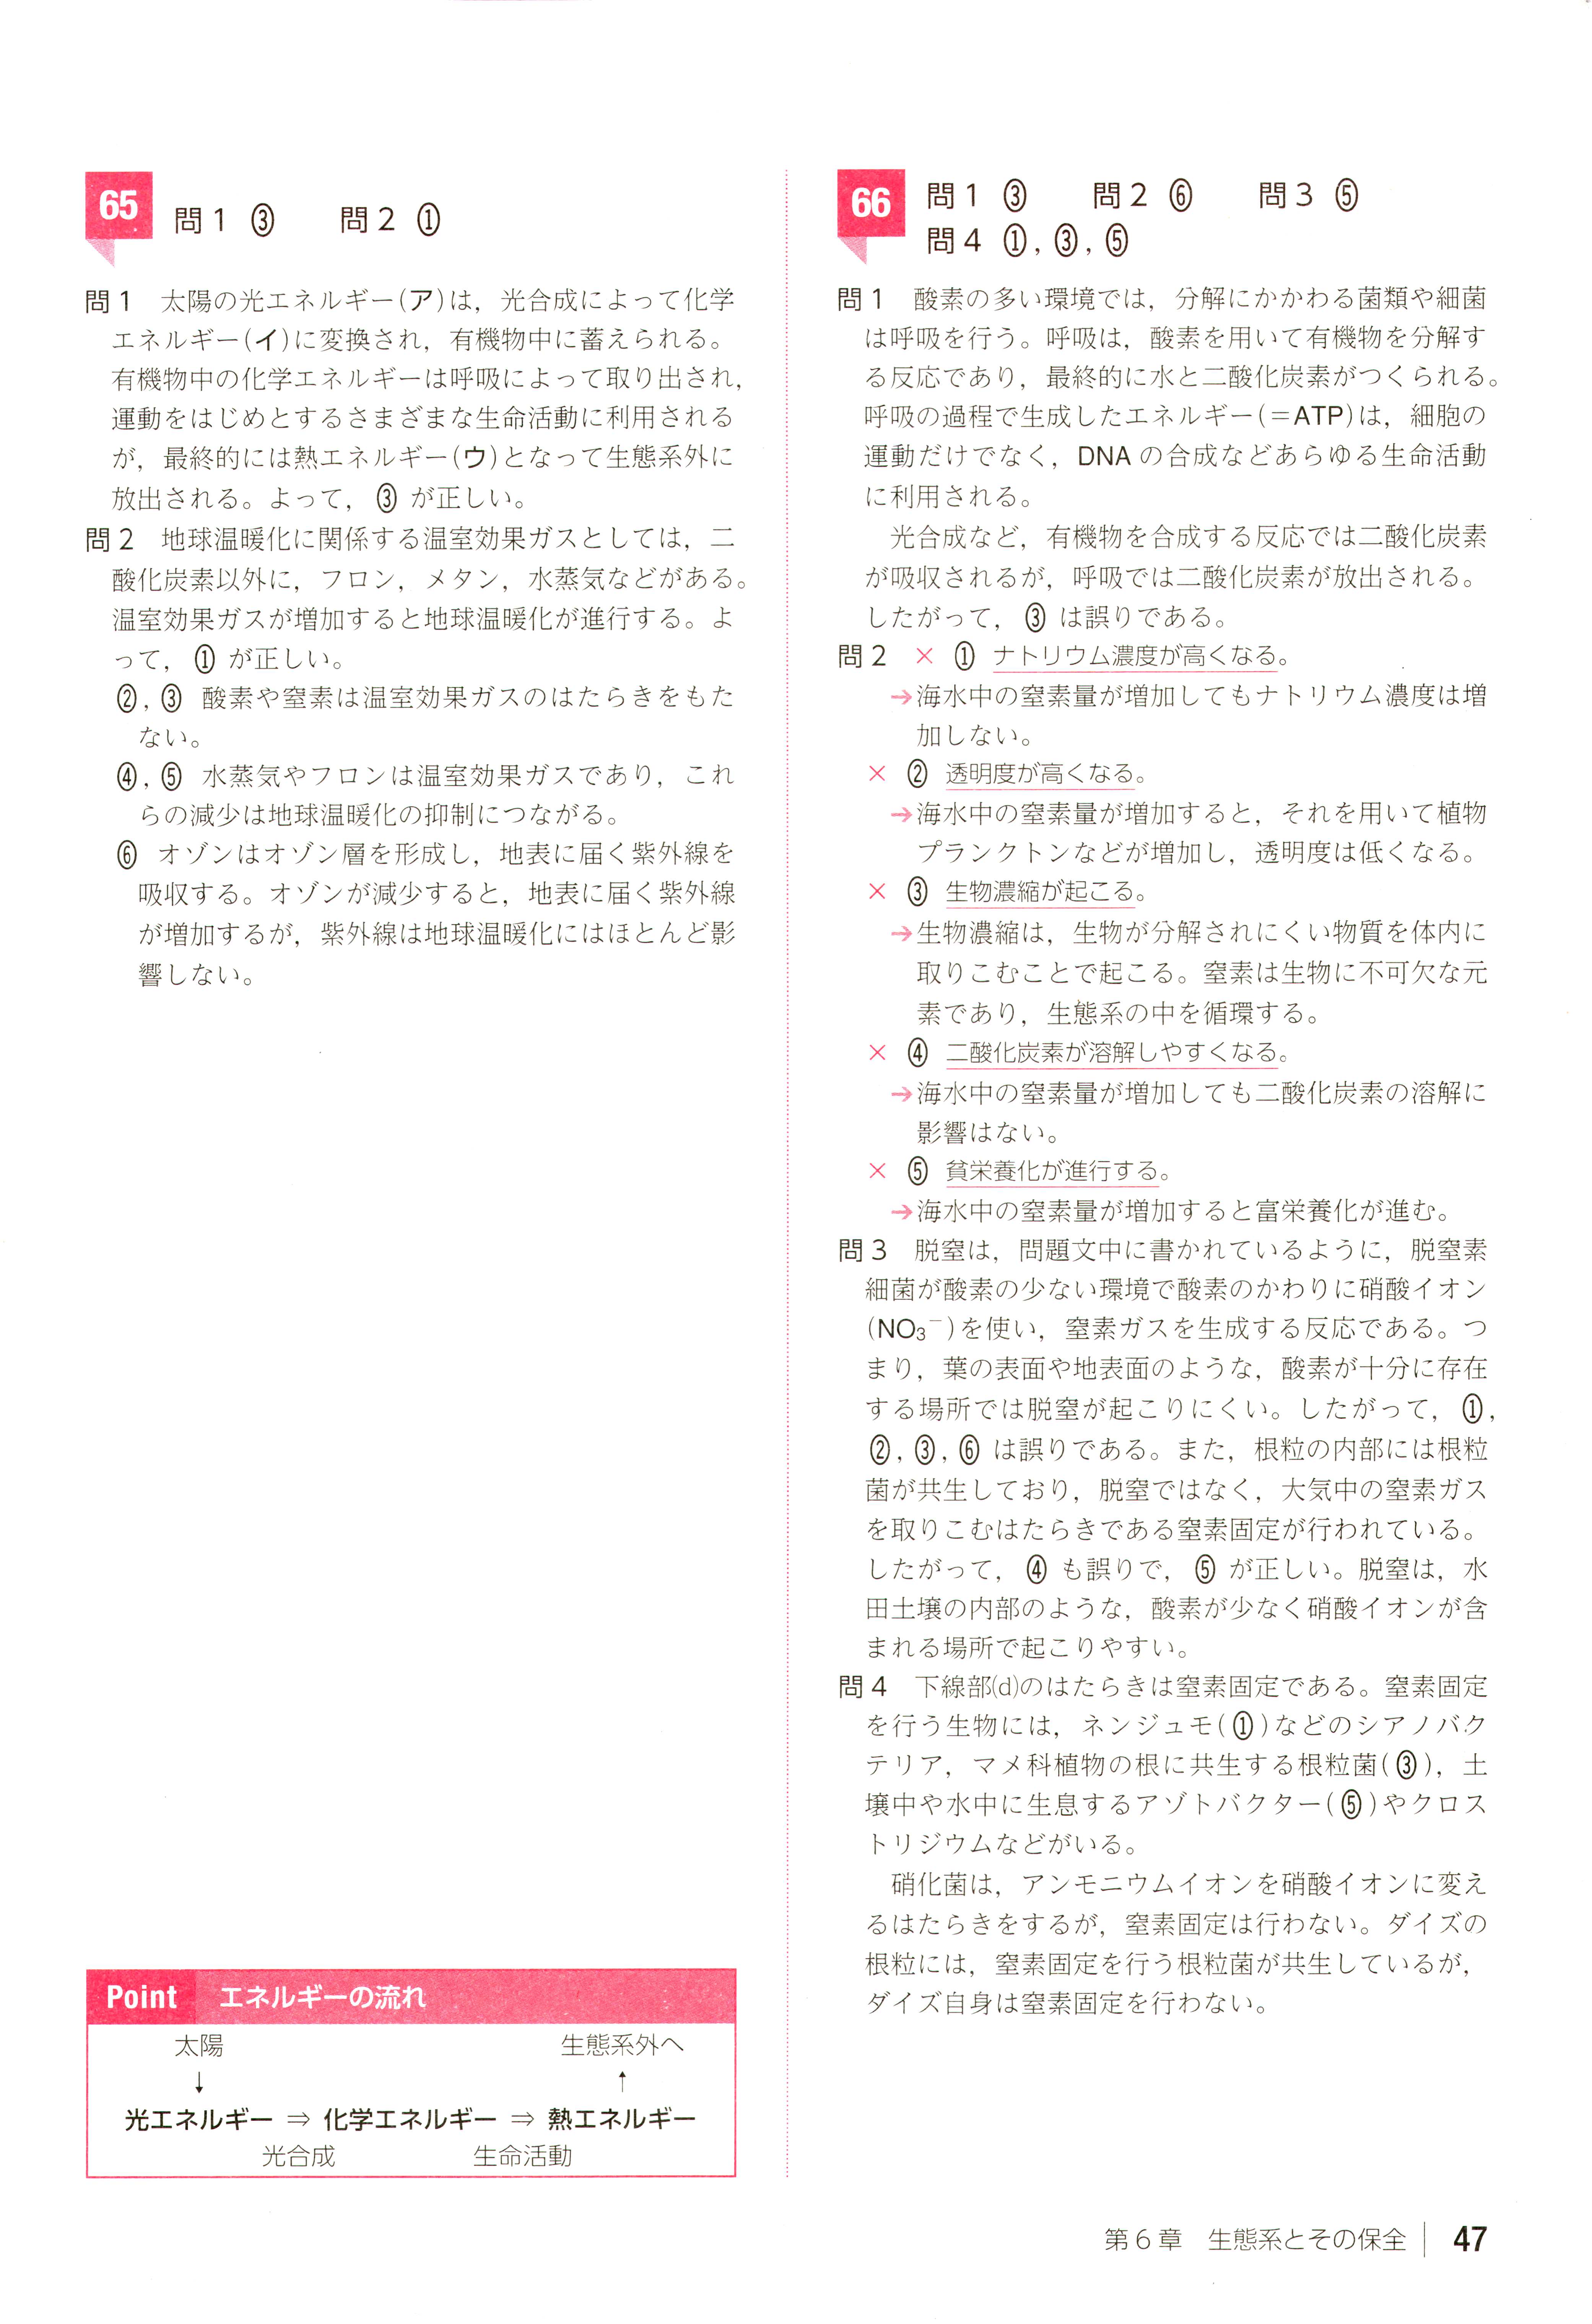 65
問1 ③　問2 ①
問1　太陽の光エネルギー(ア)は，光合成によって化学
エネルギー(イ)に変換され，有機物中に蓄えられる。
有機物中の化学エネルギーは呼吸によって取り出され，
運動をはじめとするさまざまな生命活動に利用される
が，最終的には熱エネルギー(ウ)となって生態系外に
放出される。よって，③ が正しい。
問2　地球温暖化に関係する温室効果ガスとしては，二
酸化炭素以外に，フロン，メタン，水蒸気などがある。
温室効果ガスが増加すると地球温暖化が進行する。よ
って，① が正しい。
②，③ 酸素や窒素は温室効果ガスのはたらきをもた
ない。
④，⑤ 水蒸気やフロンは温室効果ガスであり，これ
らの減少は地球温暖化の抑制につながる。
⑥ オゾンはオゾン層を形成し，地表に届く紫外線を
吸収する。オゾンが減少すると，地表に届く紫外線
が増加するが，紫外線は地球温暖化にはほとんど影
響しない。
Point　エネルギーの流れ
太陽　生態系外へ
↓　↑
光エネルギー ⇒ 化学エネルギー ⇒ 熱エネルギー
光合成　生命活動
66
問1 ③　問2 ⑥　問3 ⑤
問4 ①，③，⑤
問1　酸素の多い環境では，分解にかかわる菌類や細菌
は呼吸を行う。呼吸は，酸素を用いて有機物を分解す
る反応であり，最終的に水と二酸化炭素がつくられる。
呼吸の過程で生成したエネルギー(=ATP)は，細胞の
運動だけでなく，DNA の合成などあらゆる生命活動
に利用される。
光合成など，有機物を合成する反応では二酸化炭素
が吸収されるが，呼吸では二酸化炭素が放出される。
したがって，③ は誤りである。
問2　× ① ナトリウム濃度が高くなる。
→海水中の窒素量が増加してもナトリウム濃度は増
加しない。
× ② 透明度が高くなる。
→海水中の窒素量が増加すると，それを用いて植物
プランクトンなどが増加し，透明度は低くなる。
× ③ 生物濃縮が起こる。
→生物濃縮は，生物が分解されにくい物質を体内に
取りこむことで起こる。窒素は生物に不可欠な元
素であり，生態系の中を循環する。
× ④ 二酸化炭素が溶解しやすくなる。
→海水中の窒素量が増加しても二酸化炭素の溶解に
影響はない。
× ⑤ 貧栄養化が進行する。
→海水中の窒素量が増加すると富栄養化が進む。
問3　脱窒は，問題文中に書かれているように，脱窒素
細菌が酸素の少ない環境で酸素のかわりに硝酸イオン
(NO₃⁻)を使い，窒素ガスを生成する反応である。つ
まり，葉の表面や地表面のような，酸素が十分に存在
する場所では脱窒が起こりにくい。したがって，①，
②，③，⑥ は誤りである。また，根粒の内部には根粒
菌が共生しており，脱窒ではなく，大気中の窒素ガス
を取りこむはたらきである窒素固定が行われている。
したがって，④ も誤りで，⑤ が正しい。脱窒は，水
田土壌の内部のような，酸素が少なく硝酸イオンが含
まれる場所で起こりやすい。
問4　下線部(d)のはたらきは窒素固定である。窒素固定
を行う生物には，ネンジュモ(①)などのシアノバク
テリア，マメ科植物の根に共生する根粒菌(③)，土
壌中や水中に生息するアゾトバクター(⑤)やクロス
トリジウムなどがいる。
硝化菌は，アンモニウムイオンを硝酸イオンに変え
るはたらきをするが，窒素固定は行わない。ダイズの
根粒には，窒素固定を行う根粒菌が共生しているが，
ダイズ自身は窒素固定を行わない。
第6章　生態系とその保全　47